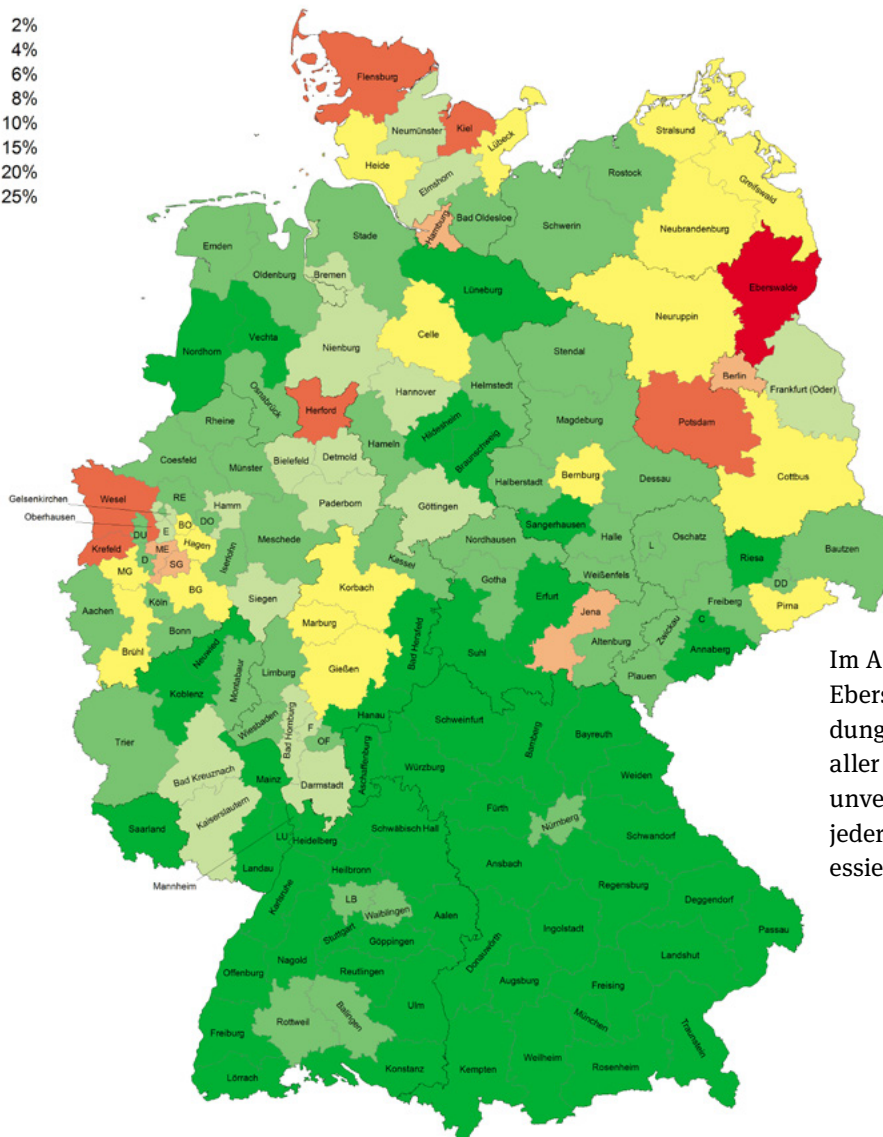 2%
4%
6%
8%
10%
15%
20%
25%
Flensburg
Kiel
Neumünster
Lübeck
Heide
Elmshorn
Stralsund
Rostock
Greifswald
Hamburg
Bad Oldesloe
Schwerin
Neubrandenburg
Emden
Stade
Oldenburg
Bremen
Lüneburg
Eberswalde
Neuruppin
Nordhorn
Vechta
Nienburg
Celle
Stendal
Berlin
Frankfurt (Oder)
Osnabrück
Hannover
Helmstedt
Rheine
Herford
Hameln
Hildesheim
Braunschweig
Magdeburg
Potsdam
Coesfeld
Münster
Bielefeld
Detmold
Halberstadt
Bernburg
Dessau
Cottbus
Gelsenkirchen
Wesel
RE
Hamm
Paderborn
Göttingen
Oberhausen
DU
E
BO
DO
Sangerhausen
Krefeld
ME
Hagen
Iserlohn
Meschede
Kassel
Nordhausen
Halle
L
Oschatz
Riesa
Bautzen
MG
D
SG
Gotha
Weißenfels
DD
Aachen
Köln
BG
Siegen
Korbach
Erfurt
Jena
Freiberg
Pirna
Brühl
Bonn
Marburg
Altenburg
Zwickau
C
Annaberg
Neuwied
Limburg
Gießen
Bad Hersfeld
Suhl
Plauen
Koblenz
Montabaur
Trier
Wiesbaden
Bad Homburg
F
OF
Hanau
Schweinfurt
Bamberg
Bayreuth
Bad Kreuznach
Mainz
Darmstadt
Aschaffenburg
Würzburg
Weiden
Kaiserslautern
Saarland
LU
Heidelberg
Schwäbisch Hall
Fürth
Nürnberg
Schwandorf
Mannheim
Landau
Karlsruhe
Heilbronn
Ansbach
Regensburg
LB
Waiblingen
Aalen
Deggendorf
Stuttgart
Göppingen
Donauwörth
Ingolstadt
Passau
Offenburg
Nagold
Reutlingen
Landshut
Rottweil
Balingen
Ulm
Augsburg
Freising
München
Freiburg
Lörrach
Konstanz
Kempten
Weilheim
Rosenheim
Traunstein
Im A
Ebers
dung
aller
unve
jeder
essie